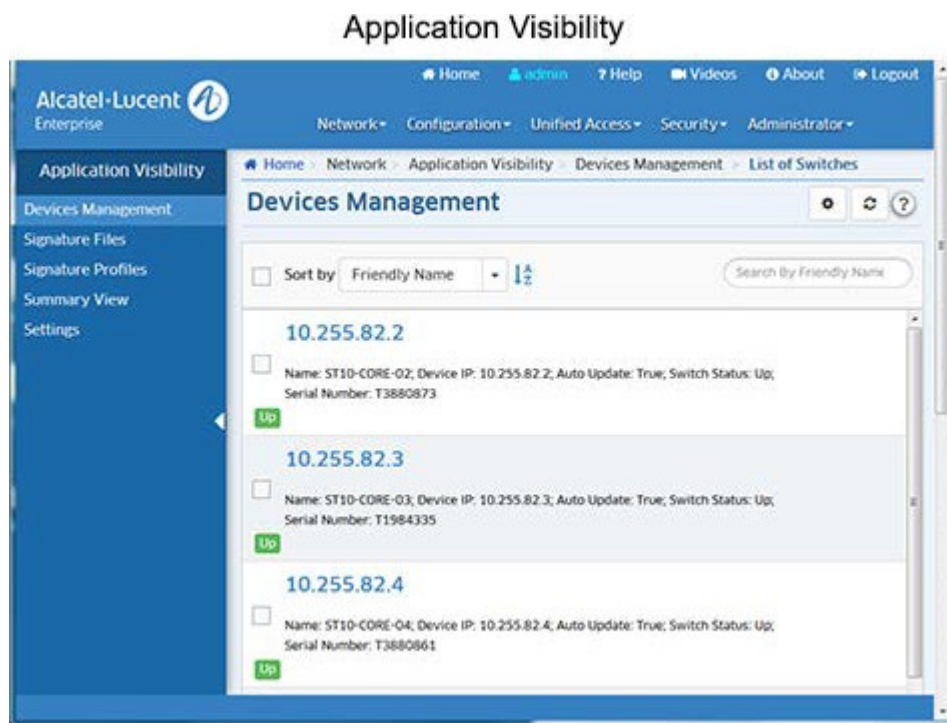 Application Visibility
Home admin ? Help Videos About Logout
Alcatel·Lucent
Enterprise
Network Configuration Unified Access Security Administrator
Application Visibility
Home > Network > Application Visibility > Devices Management > List of Switches
Devices Management
Devices Management
?
Signature Files
Signature Profiles
Summary View
Settings
Sort by Friendly Name
Search By Friendly Name
10.255.82.2
Name: ST10-CORE-02; Device IP: 10.255.82.2; Auto Update: True; Switch Status: Up;
Serial Number: T3880873
Up
10.255.82.3
Name: ST10-CORE-03; Device IP: 10.255.82.3; Auto Update: True; Switch Status: Up;
Serial Number: T1984335
Up
10.255.82.4
Name: ST10-CORE-04; Device IP: 10.255.82.4; Auto Update: True; Switch Status: Up;
Serial Number: T3880861
Up